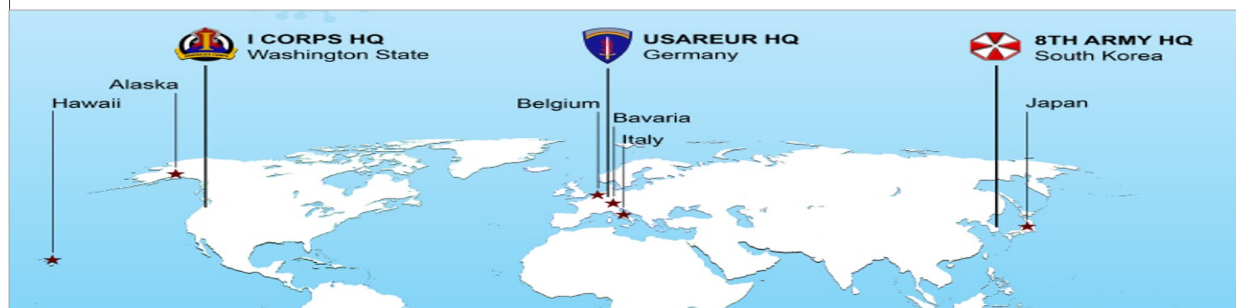 I CORPS HQ
Washington State
USAREUR HQ
Germany
8TH ARMY HQ
South Korea
Alaska
Hawaii
Belgium
Bavaria
Italy
Japan